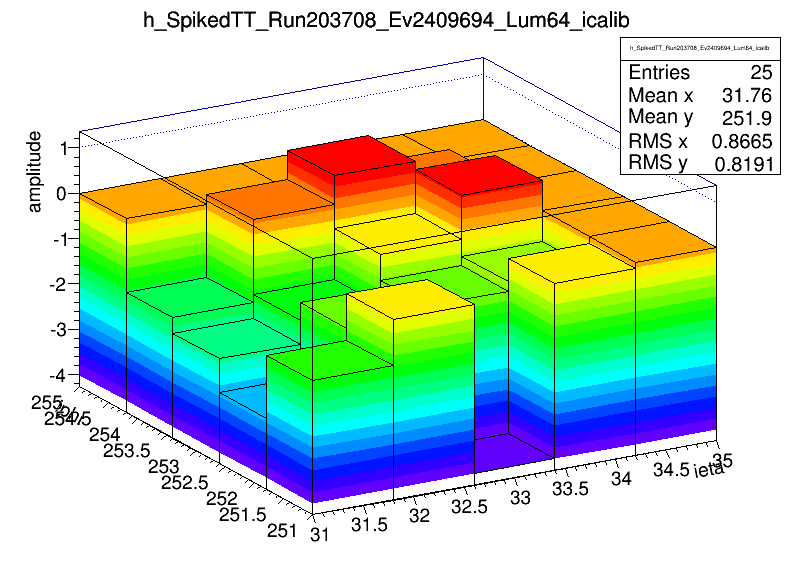 h_SpikedTT_Run203708_Ev2409694_Lum64_icalib
h_SpikedTT_Run203708_Ev2409694_Lum64_icalib
Entries 25
Mean x 31.76
Mean y 251.9
RMS x 0.8665
RMS y 0.8191
amplitude
1
0
-1
-2
-3
-4
255
254.5
254
253.5
253
252.5
252
251.5
251
31
31.5
32
32.5
33
33.5
34
34.5
35
ieta